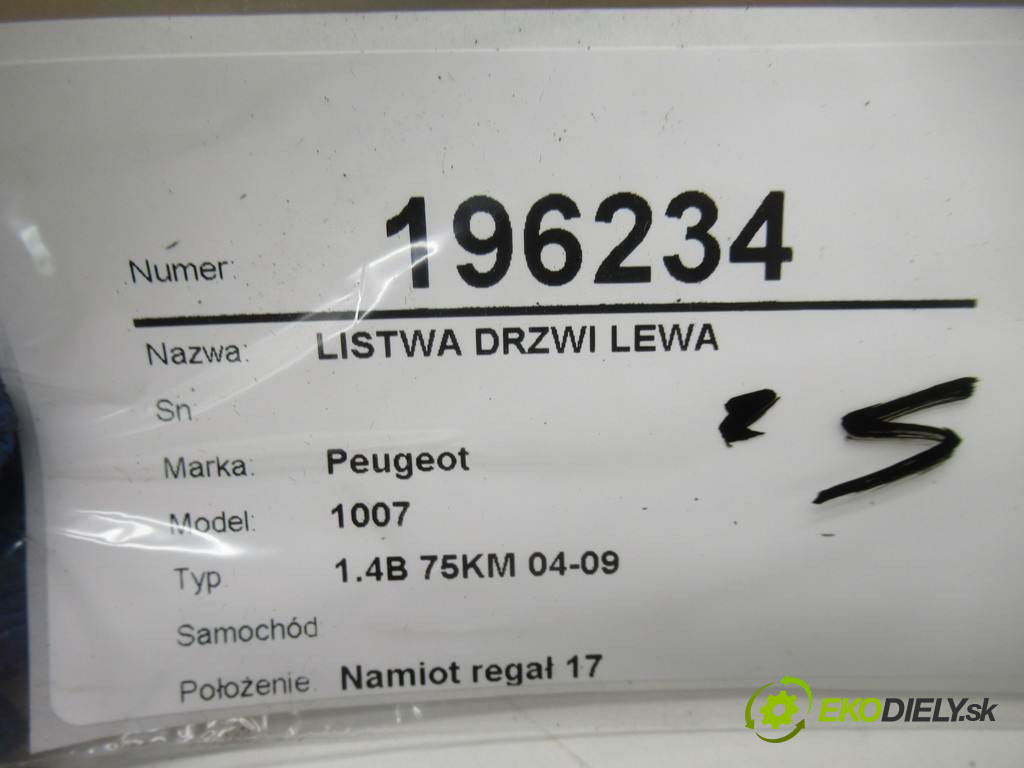 Numer: 196234
Nazwa: LISTWA DRZWI LEWA
Sn:
Marka: Peugeot
Model: 1007
Typ: 1.4B 75KM 04-09
Samochód
Położenie: Namiot regał 17
EKODIELY.sk